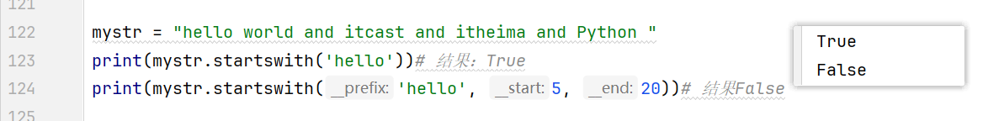 121
122 mystr = "hello world and itcast and itheima and Python "
123 print(mystr.startswith('hello'))# 结果：True
124 print(mystr.startswith(__prefix: 'hello', __start: 5, __end: 20))# 结果False
125
True
False